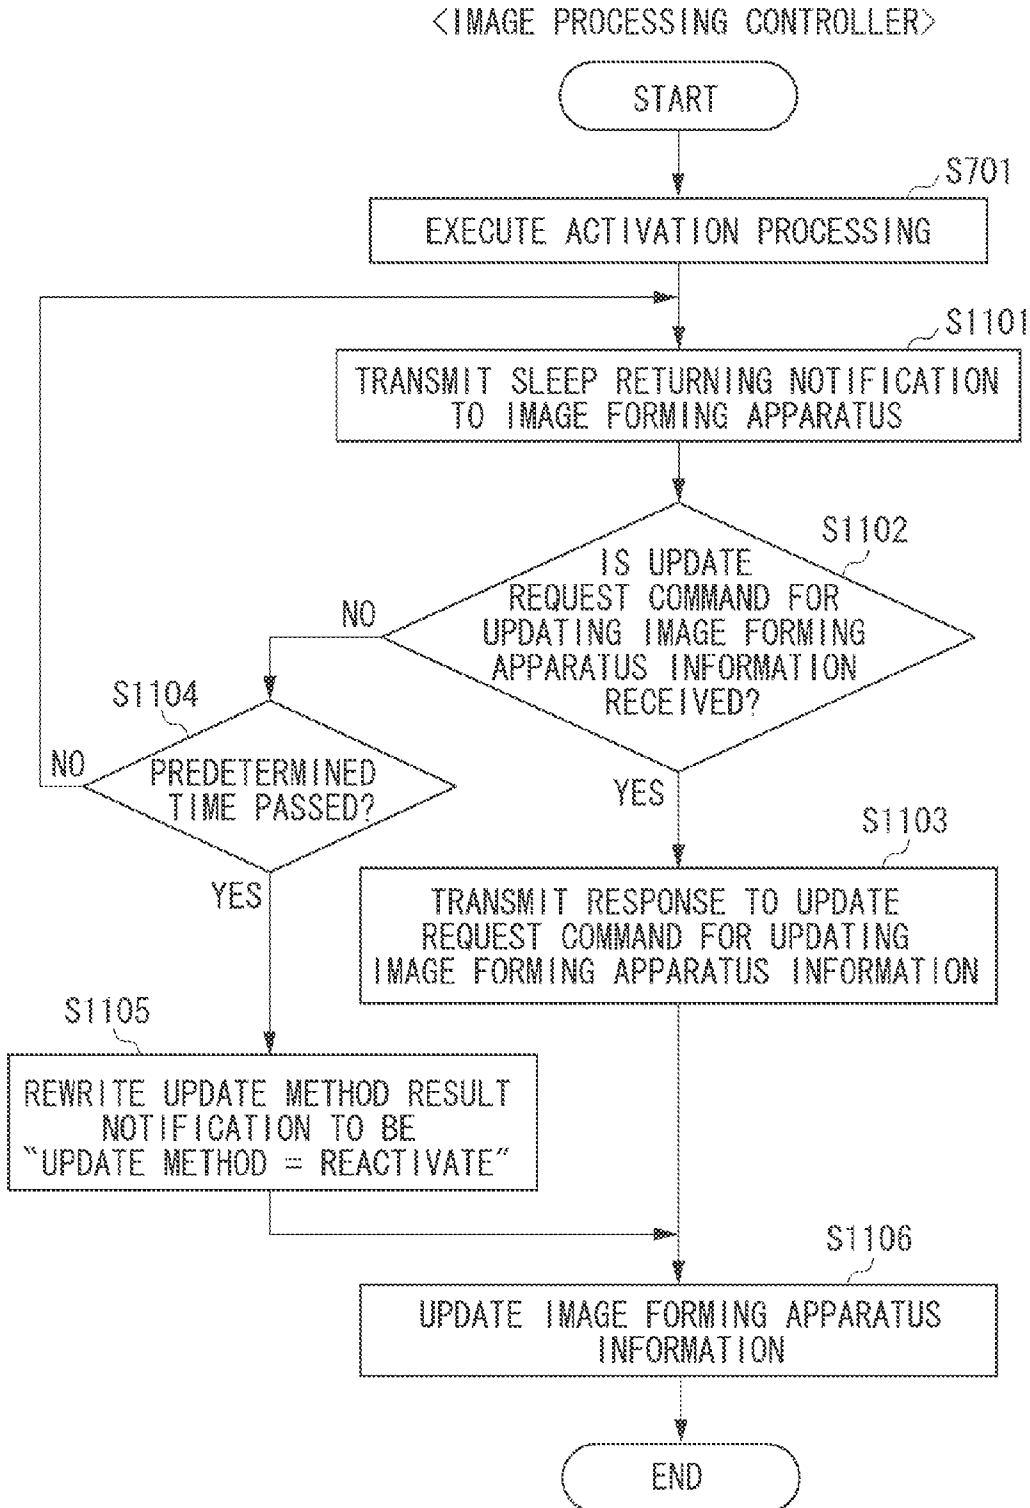 <IMAGE PROCESSING CONTROLLER>
START
S701
EXECUTE ACTIVATION PROCESSING
S1101
TRANSMIT SLEEP RETURNING NOTIFICATION
TO IMAGE FORMING APPARATUS
S1102
IS UPDATE
REQUEST COMMAND FOR
UPDATING IMAGE FORMING
APPARATUS INFORMATION
RECEIVED?
NO
S1104
NO
PREDETERMINED
TIME PASSED?
YES
YES
S1103
TRANSMIT RESPONSE TO UPDATE
REQUEST COMMAND FOR UPDATING
IMAGE FORMING APPARATUS INFORMATION
S1105
REWRITE UPDATE METHOD RESULT
NOTIFICATION TO BE
“UPDATE METHOD = REACTIVATE”
S1106
UPDATE IMAGE FORMING APPARATUS
INFORMATION
END